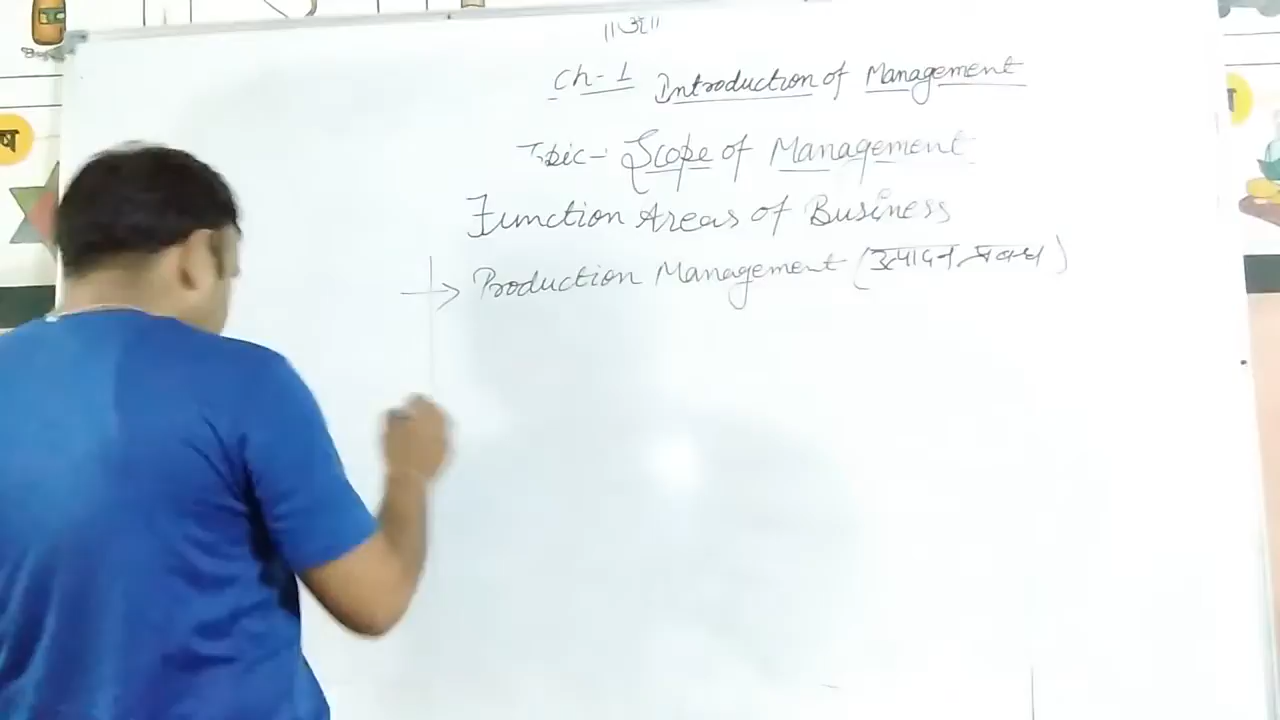 ॥ॐ॥
Ch-1 Introduction of Management
Topic- Scope of Management
Function Areas of Business
→ Production Management (उत्पादन प्रबन्ध)